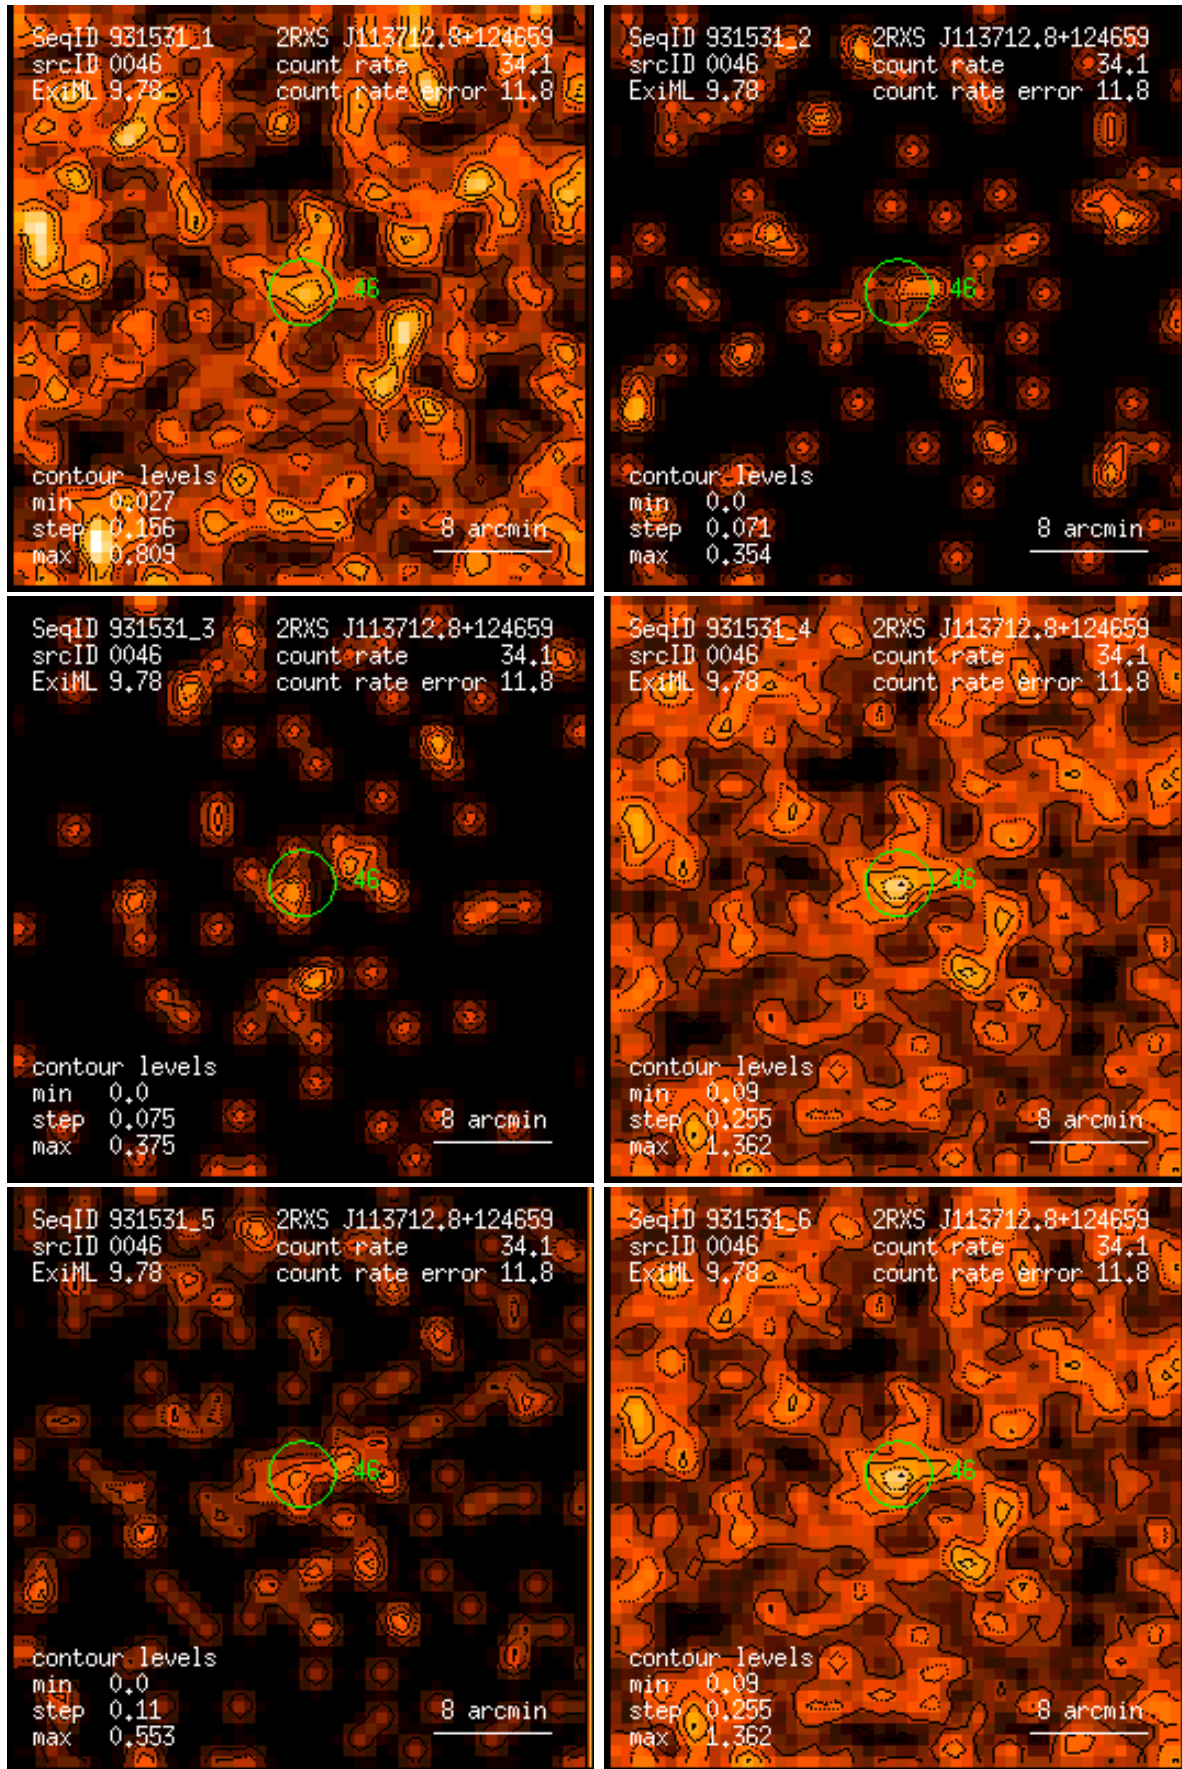 SeqID 931531_1 2RXS J113712.8+124659
srcID 0046 count rate 34.1
ExiML 9.78 count rate error 11.8
46
contour levels
min 0.027
step 0.156 8 arcmin
max 0.809
SeqID 931531_2 2RXS J113712.8+124659
srcID 0046 count rate 34.1
ExiML 9.78 count rate error 11.8
46
contour levels
min 0.0
step 0.071 8 arcmin
max 0.354
SeqID 931531_3 2RXS J113712.8+124659
srcID 0046 count rate 34.1
ExiML 9.78 count rate error 11.8
46
contour levels
min 0.0
step 0.075 8 arcmin
max 0.375
SeqID 931531_4 2RXS J113712.8+124659
srcID 0046 count rate 34.1
ExiML 9.78 count rate error 11.8
46
contour levels
min 0.09
step 0.255 8 arcmin
max 1.362
SeqID 931531_5 2RXS J113712.8+124659
srcID 0046 count rate 34.1
ExiML 9.78 count rate error 11.8
46
contour levels
min 0.0
step 0.11 8 arcmin
max 0.553
SeqID 931531_6 2RXS J113712.8+124659
srcID 0046 count rate 34.1
ExiML 9.78 count rate error 11.8
46
contour levels
min 0.09
step 0.255 8 arcmin
max 1.362